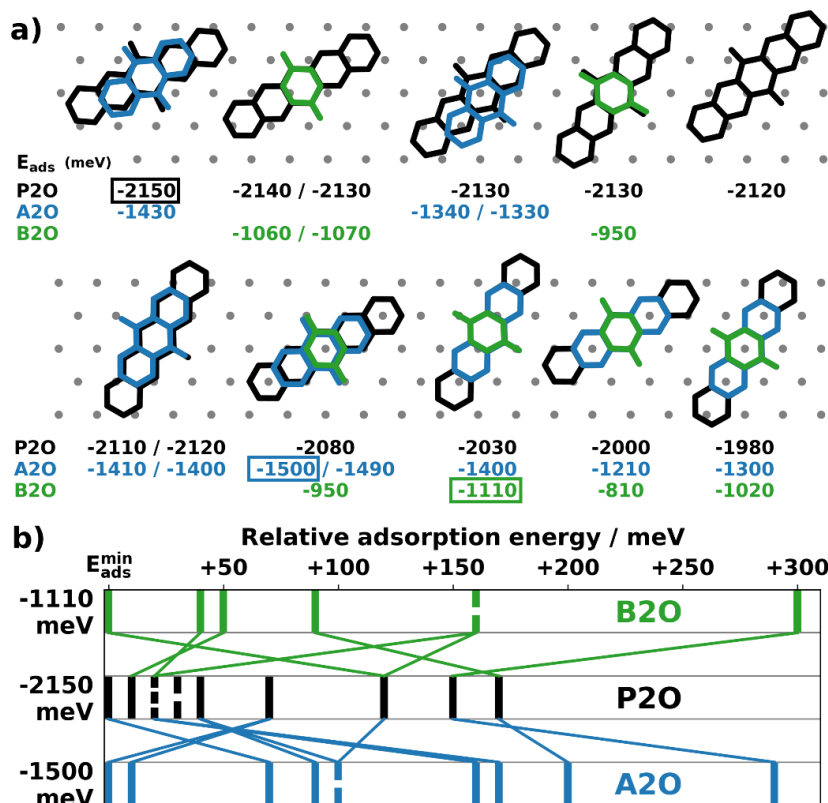 a)
E_ads (meV)
P2O -2150 -2140 / -2130 -2130 -2130 -2120
A2O -1430 -1340 / -1330
B2O -1060 / -1070 -950
P2O -2110 / -2120 -2080 -2030 -2000 -1980
A2O -1410 / -1400 -1500 / -1490 -1400 -1210 -1300
B2O -950 -1110 -810 -1020
b) Relative adsorption energy / meV
E_ads^min +50 +100 +150 +200 +250 +300
-1110 meV B2O
-2150 meV P2O
-1500 meV A2O